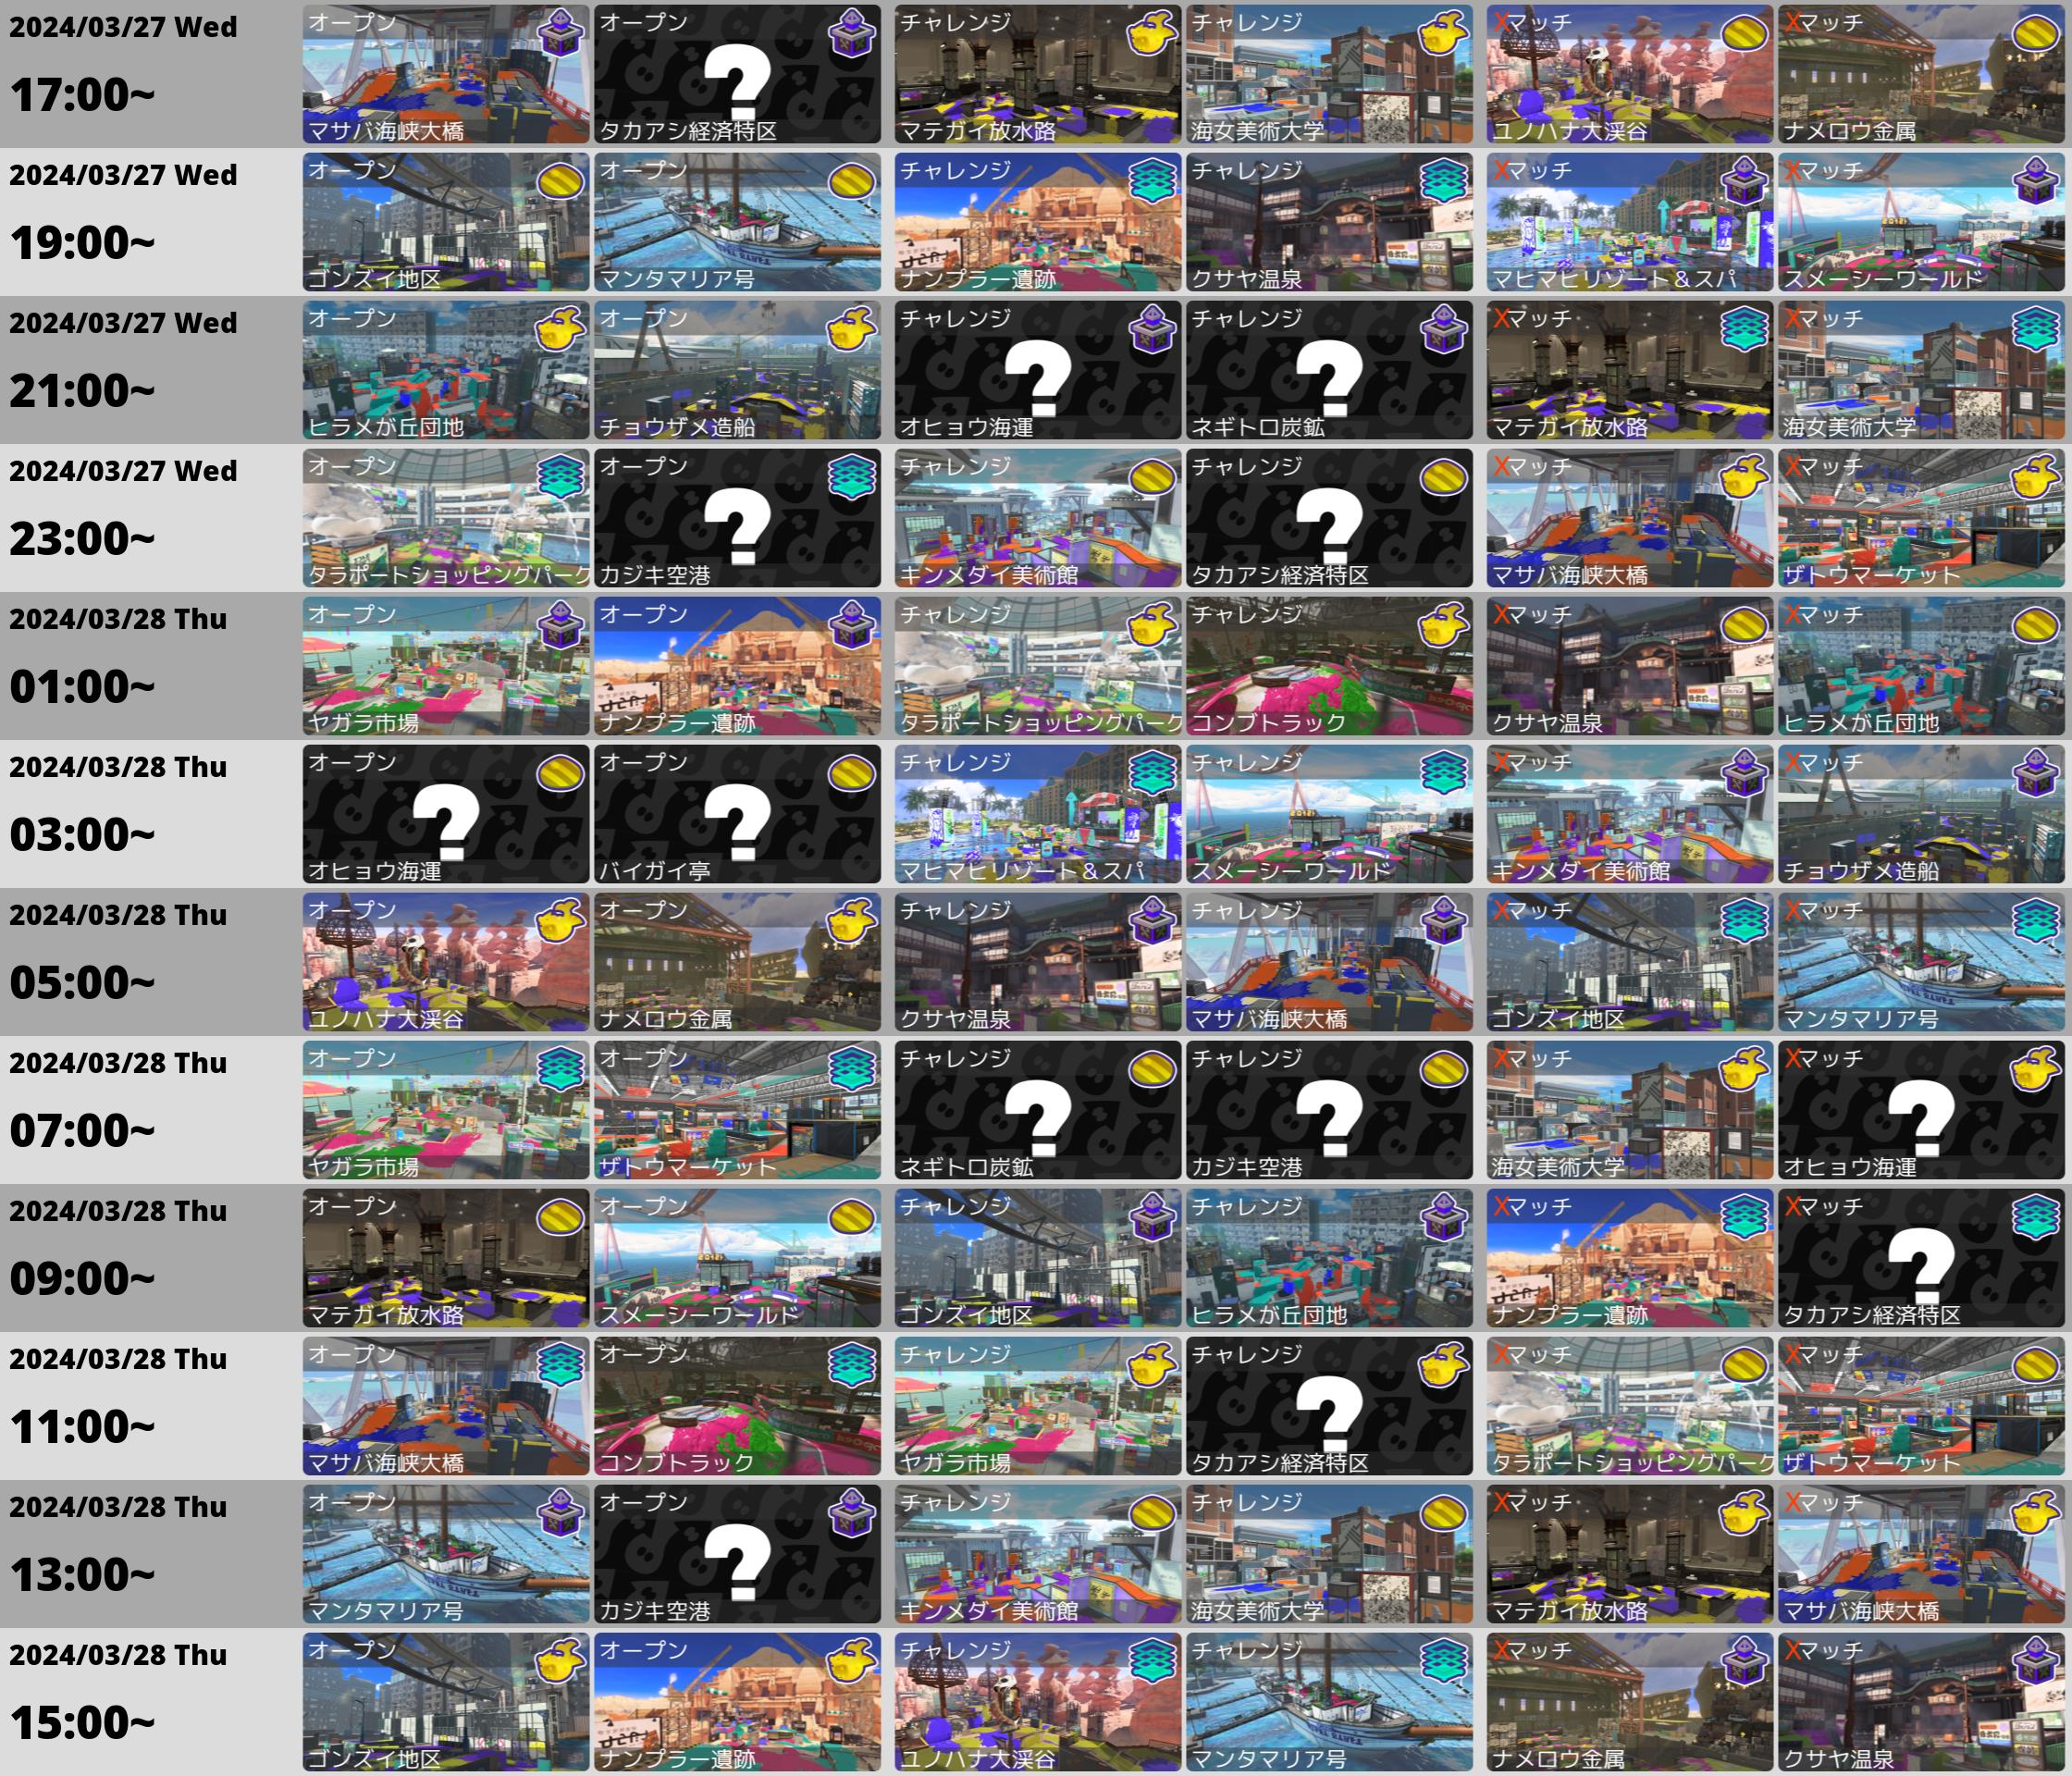 2024/03/27 Wed
17:00~
オープン
マサバ海峡大橋
オープン
?
タカアシ経済特区
チャレンジ
マテガイ放水路
チャレンジ
海女美術大学
Xマッチ
ユノハナ大渓谷
Xマッチ
ナメロウ金属
2024/03/27 Wed
19:00~
オープン
ゴンズイ地区
オープン
マンタマリア号
チャレンジ
ナンプラー遺跡
チャレンジ
クサヤ温泉
Xマッチ
マヒマヒリゾート&スパ
Xマッチ
スメーシーワールド
2024/03/27 Wed
21:00~
オープン
ヒラメが丘団地
オープン
チョウザメ造船
チャレンジ
?
オヒョウ海運
チャレンジ
?
ネギトロ炭鉱
Xマッチ
マテガイ放水路
Xマッチ
海女美術大学
2024/03/27 Wed
23:00~
オープン
タラポートショッピングパーク
オープン
?
カジキ空港
チャレンジ
キンメダイ美術館
チャレンジ
?
タカアシ経済特区
Xマッチ
マサバ海峡大橋
Xマッチ
ザトウマーケット
2024/03/28 Thu
01:00~
オープン
ヤガラ市場
オープン
ナンプラー遺跡
チャレンジ
タラポートショッピングパーク
チャレンジ
コンブトラック
Xマッチ
クサヤ温泉
Xマッチ
ヒラメが丘団地
2024/03/28 Thu
03:00~
オープン
?
オヒョウ海運
オープン
?
バイガイ亭
チャレンジ
マヒマヒリゾート&スパ
チャレンジ
スメーシーワールド
Xマッチ
キンメダイ美術館
Xマッチ
チョウザメ造船
2024/03/28 Thu
05:00~
オープン
ユノハナ大渓谷
オープン
ナメロウ金属
チャレンジ
クサヤ温泉
チャレンジ
マサバ海峡大橋
Xマッチ
ゴンズイ地区
Xマッチ
マンタマリア号
2024/03/28 Thu
07:00~
オープン
ヤガラ市場
オープン
ザトウマーケット
チャレンジ
?
ネギトロ炭鉱
チャレンジ
?
カジキ空港
Xマッチ
海女美術大学
Xマッチ
?
オヒョウ海運
2024/03/28 Thu
09:00~
オープン
マテガイ放水路
オープン
スメーシーワールド
チャレンジ
ゴンズイ地区
チャレンジ
ヒラメが丘団地
Xマッチ
ナンプラー遺跡
Xマッチ
?
タカアシ経済特区
2024/03/28 Thu
11:00~
オープン
マサバ海峡大橋
オープン
コンブトラック
チャレンジ
ヤガラ市場
チャレンジ
?
タカアシ経済特区
Xマッチ
タラポートショッピングパーク
Xマッチ
ザトウマーケット
2024/03/28 Thu
13:00~
オープン
マンタマリア号
オープン
?
カジキ空港
チャレンジ
キンメダイ美術館
チャレンジ
海女美術大学
Xマッチ
マテガイ放水路
Xマッチ
マサバ海峡大橋
2024/03/28 Thu
15:00~
オープン
ゴンズイ地区
オープン
ナンプラー遺跡
チャレンジ
ユノハナ大渓谷
チャレンジ
マンタマリア号
Xマッチ
ナメロウ金属
Xマッチ
クサヤ温泉